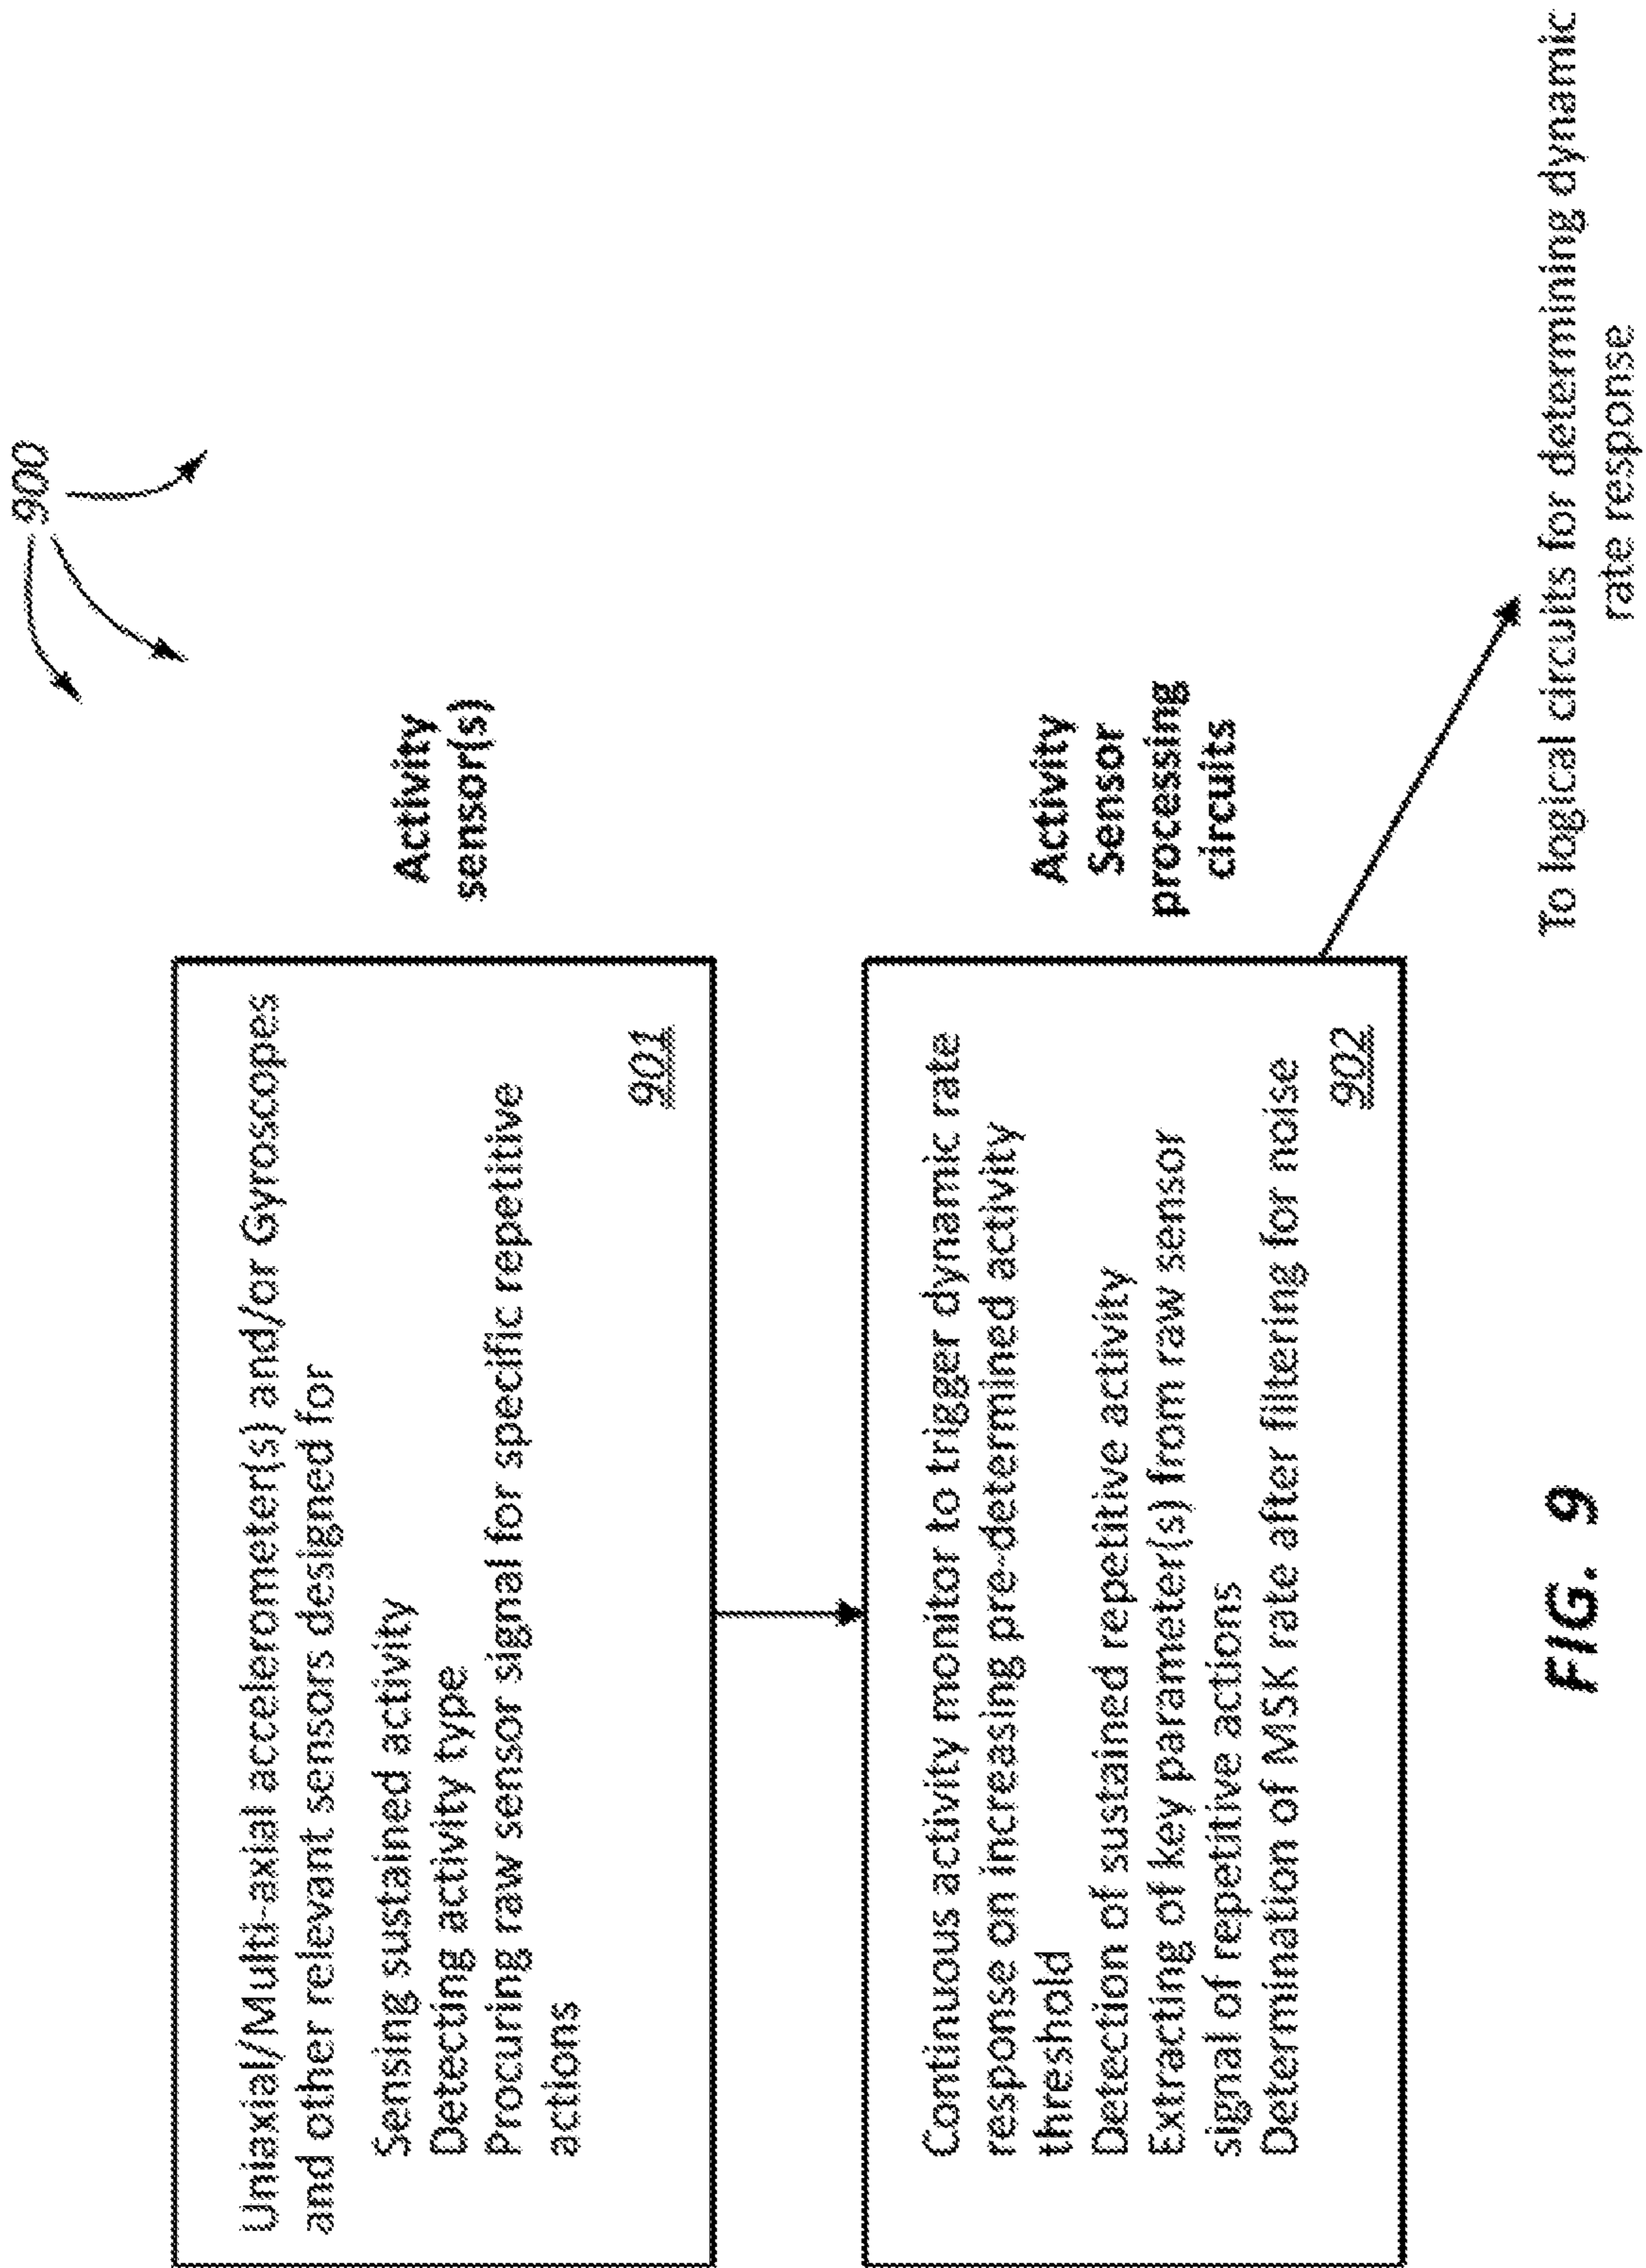 900
Uniaxial/Multi-axial accelerometer(s) and/or Gyroscopes
and other relevant sensors designed for
Sensing sustained activity
Detecting activity type
Procuring raw sensor signal for specific repetitive
actions
901
Activity
sensor(s)
Continuous activity monitor to trigger dynamic rate
response on increasing pre-determined activity
threshold
Detection of sustained repetitive activity
Extracting of key parameter(s) from raw sensor
signal of repetitive actions
Determination of MSK rate after filtering for noise
902
Activity
Sensor
processing
circuits
To logical circuits for determining dynamic
rate response
FIG. 9